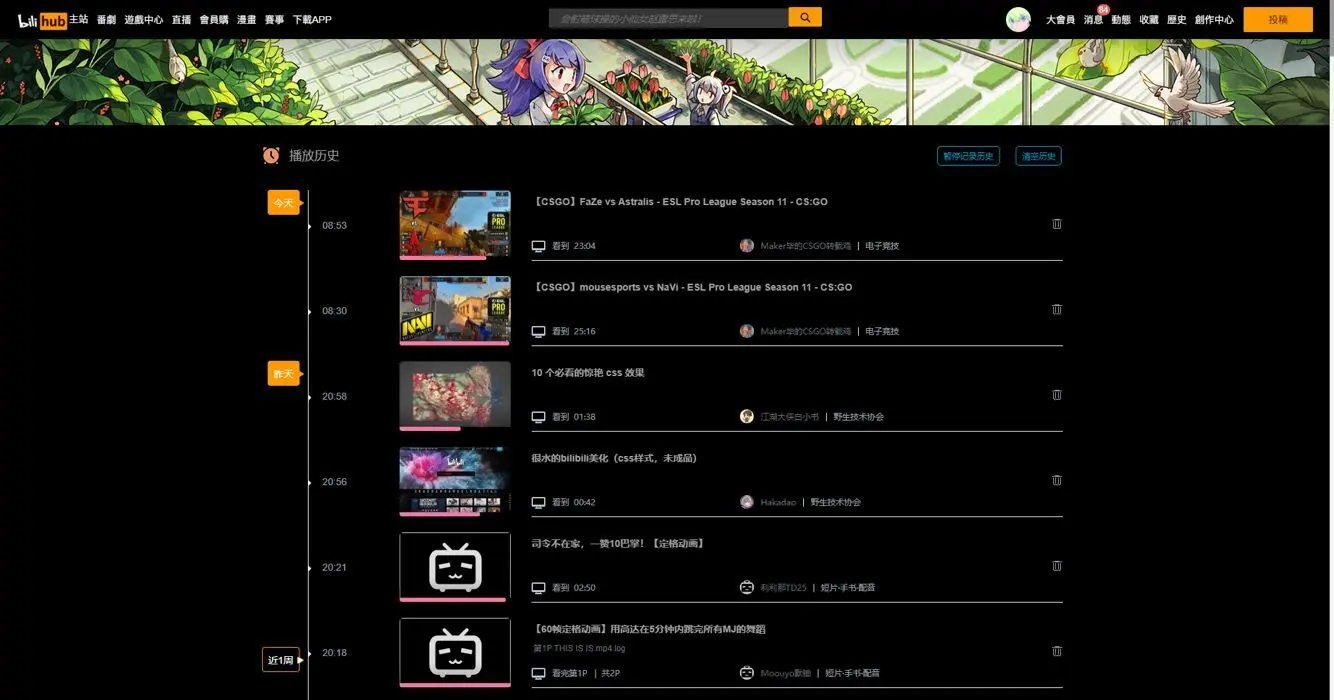 bili hub 主站 番劇 遊戲中心 直播 會員購 漫畫 賽事 下載APP
大會員 消息 84 動態 收藏 歷史 創作中心 投稿
播放历史 暂停记录历史 清空历史
今天
【CSGO】FaZe vs Astralis - ESL Pro League Season 11 - CS:GO
08:53
看到 23:04 Maker华的CSGO转载鸡 | 电子竞技
【CSGO】mousesports vs NaVi - ESL Pro League Season 11 - CS:GO
08:30
看到 25:16 Maker华的CSGO转载鸡 | 电子竞技
昨天
10 个必看的惊艳 css 效果
20:58
看到 01:38 江湖大侠白小书 | 野生技术协会
很水的bilibili美化（css样式，未成品）
20:56
看到 00:42 Hakadao | 野生技术协会
司令不在家，一赞10巴掌！【定格动画】
20:21
看到 02:50 利利那TD25 | 短片·手书·配音
【60帧定格动画】用高达在5分钟内跳完所有MJ的舞蹈
第1P THIS IS IS.mp4.log
20:18
近1周
看完第1P | 共2P Moouyo歐呦 | 短片·手书·配音